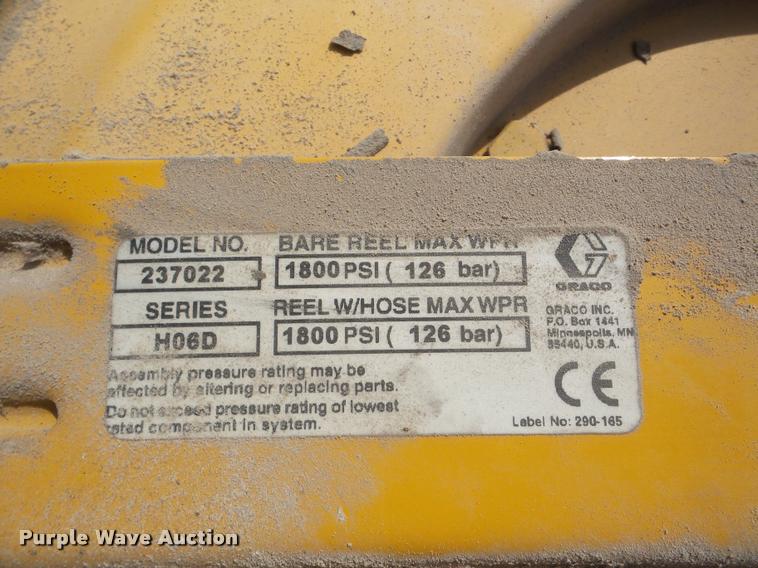 MODEL NO. BARE REEL MAX WPR
237022 1800 PSI ( 126 bar)
GRACO
SERIES REEL W/HOSE MAX WPR
H06D 1800 PSI ( 126 bar)
GRACO INC.
P.O. Box 1441
Minneapolis, MN
55440, U.S.A.
Assembly pressure rating may be
affected by altering or replacing parts.
Do not exceed pressure rating of lowest
rated component in system.
CE
Label No: 290-165
Purple Wave Auction